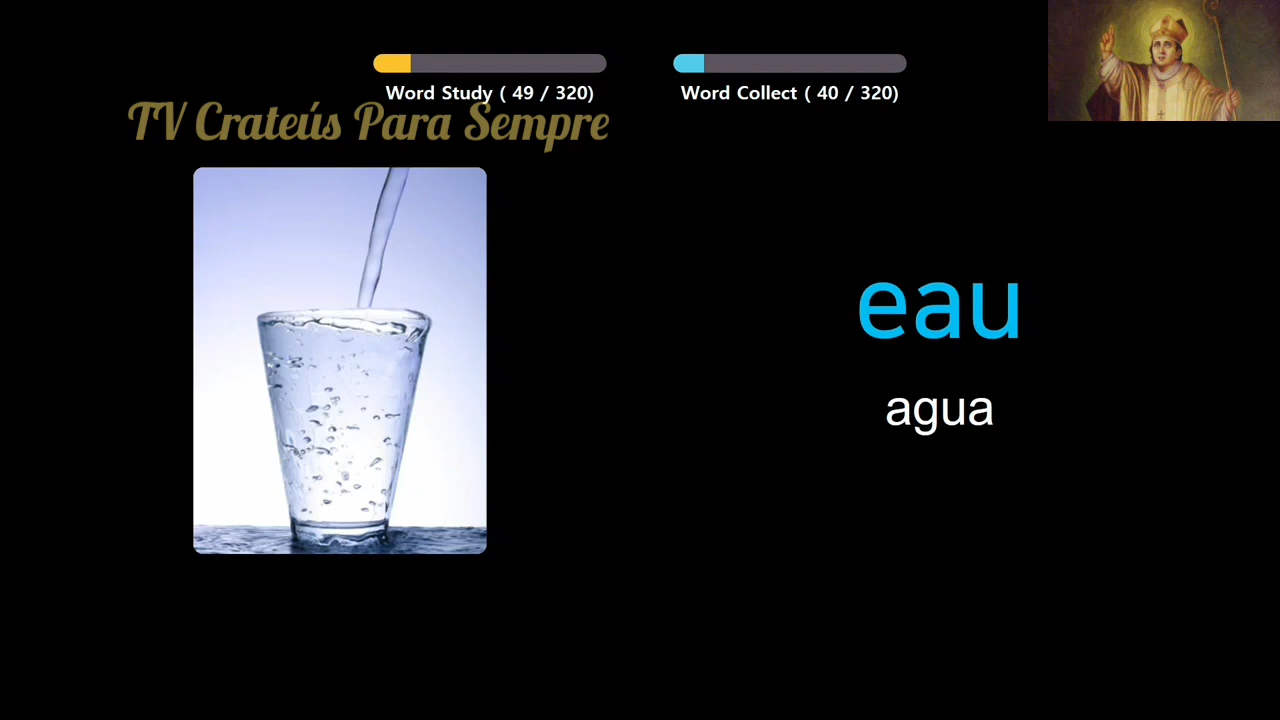 Word Study ( 49 / 320)
Word Collect ( 40 / 320)
TV Crateús Para Sempre
eau
agua